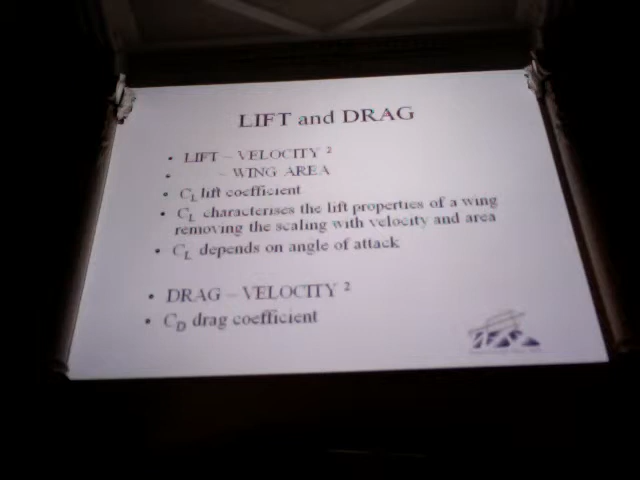 LIFT and DRAG
• LIFT – VELOCITY 2
• – WING AREA
• CL lift coefficient
• CL characterises the lift properties of a wing
removing the scaling with velocity and area
• CL depends on angle of attack
• DRAG – VELOCITY 2
• CD drag coefficient